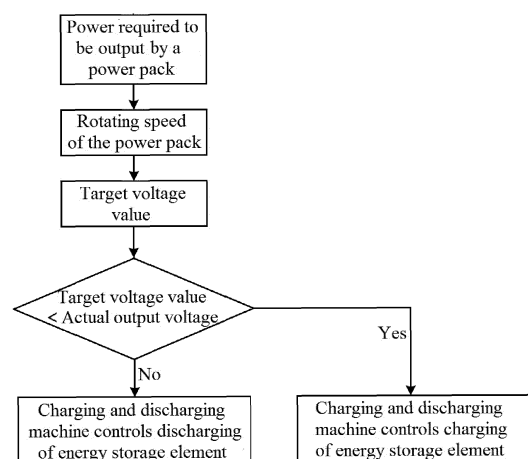 Power required to
be output by a
power pack
Rotating speed
of the power pack
Target voltage
value
Target voltage value
< Actual output voltage
Yes
No
Charging and discharging
machine controls discharging
of energy storage element
Charging and discharging
machine controls charging
of energy storage element